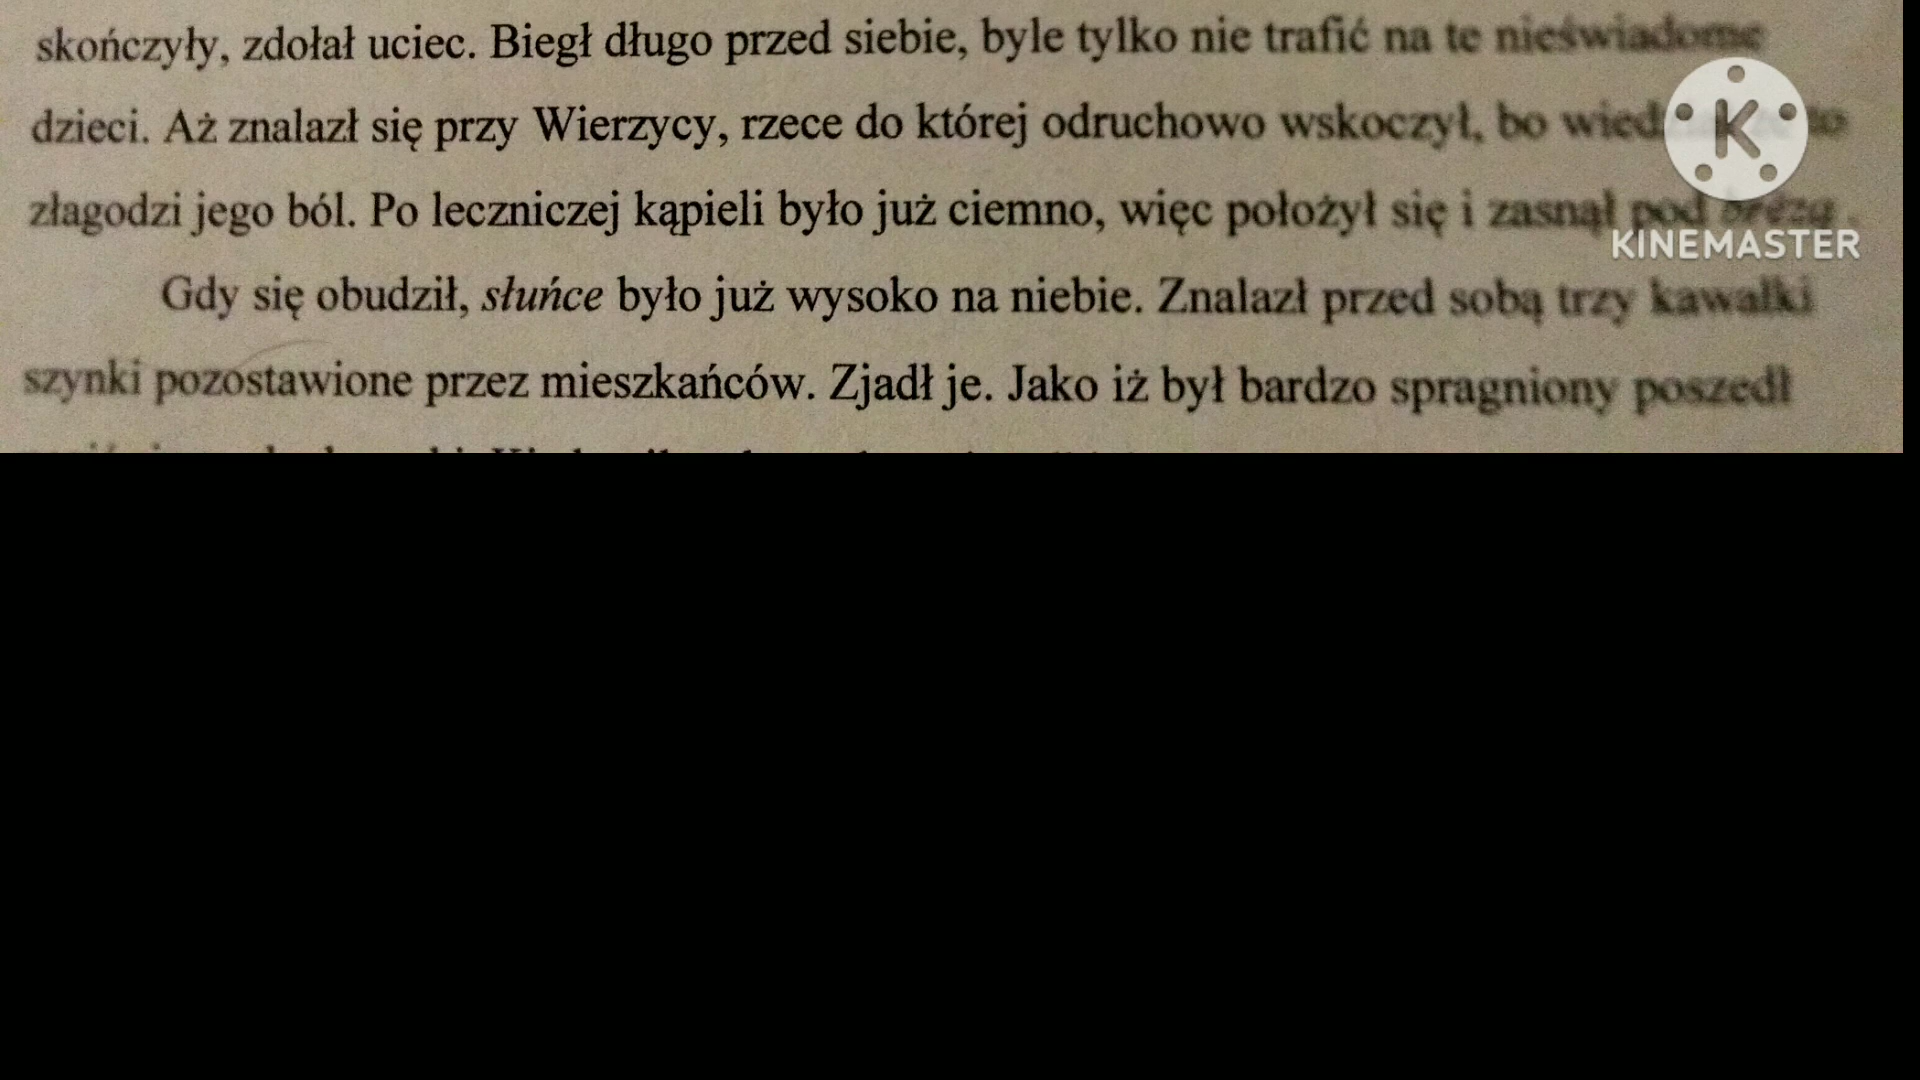 skończyły, zdołał uciec. Biegł długo przed siebie, byle tylko nie trafić na te nieświadome
dzieci. Aż znalazł się przy Wierzycy, rzece do której odruchowo wskoczył, bo
złagodzi jego ból. Po leczniczej kąpieli było już ciemno, więc położył się i zasnął pod
Gdy się obudził, słuńce było już wysoko na niebie. Znalazł przed sobą trzy kawałki
szynki pozostawione przez mieszkańców. Zjadł je. Jako iż był bardzo spragniony poszedł
K
KINEMASTER